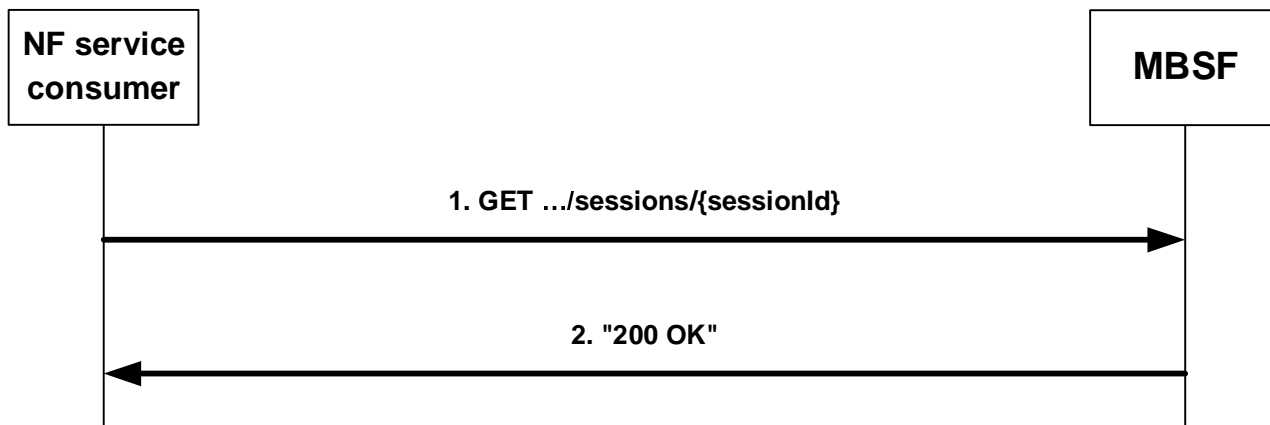 NF service
consumer
MBSF
1. GET …/sessions/{sessionId}
2. "200 OK"